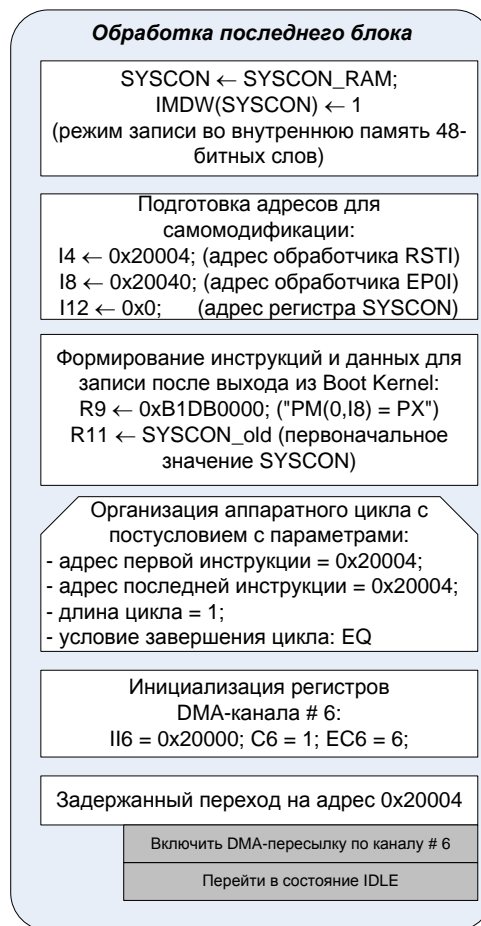 Обработка последнего блока
SYSCON ← SYSCON_RAM;
IMDW(SYSCON) ← 1
(режим записи во внутреннюю память 48-
битных слов)
Подготовка адресов для
самомодификации:
I4 ← 0x20004; (адрес обработчика RSTI)
I8 ← 0x20040; (адрес обработчика EP0I)
I12 ← 0x0; (адрес регистра SYSCON)
Формирование инструкций и данных для
записи после выхода из Boot Kernel:
R9 ← 0xB1DB0000; ("PM(0,I8) = PX")
R11 ← SYSCON_old (первоначальное
значение SYSCON)
Организация аппаратного цикла с
постусловием с параметрами:
- адрес первой инструкции = 0x20004;
- адрес последней инструкции = 0x20004;
- длина цикла = 1;
- условие завершения цикла: EQ
Инициализация регистров
DMA-канала # 6:
II6 = 0x20000; C6 = 1; EC6 = 6;
Задержанный переход на адрес 0x20004
Включить DMA-пересылку по каналу # 6
Перейти в состояние IDLE